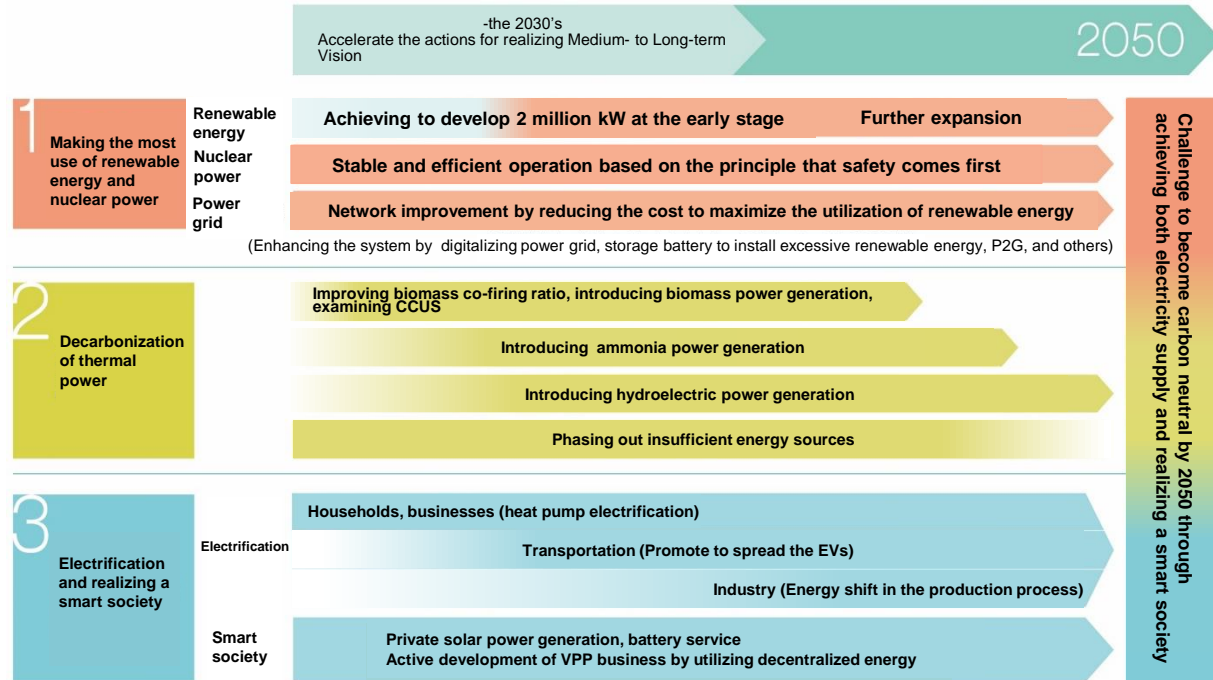 -the 2030's
Accelerate the actions for realizing Medium- to Long-term
Vision
2050
1
Making the most
use of renewable
energy and
nuclear power
Renewable
energy
Achieving to develop 2 million kW at the early stage
Further expansion
Nuclear
power
Stable and efficient operation based on the principle that safety comes first
Power
grid
Network improvement by reducing the cost to maximize the utilization of renewable energy
(Enhancing the system by digitalizing power grid, storage battery to install excessive renewable energy, P2G, and others)
2
Decarbonization
of thermal
power
Improving biomass co-firing ratio, introducing biomass power generation,
examining CCUS
Introducing ammonia power generation
Introducing hydroelectric power generation
Phasing out insufficient energy sources
3
Electrification
and realizing a
smart society
Electrification
Households, businesses (heat pump electrification)
Transportation (Promote to spread the EVs)
Industry (Energy shift in the production process)
Smart
society
Private solar power generation, battery service
Active development of VPP business by utilizing decentralized energy
Challenge to become carbon neutral by 2050 through
achieving both electricity supply and realizing a smart society